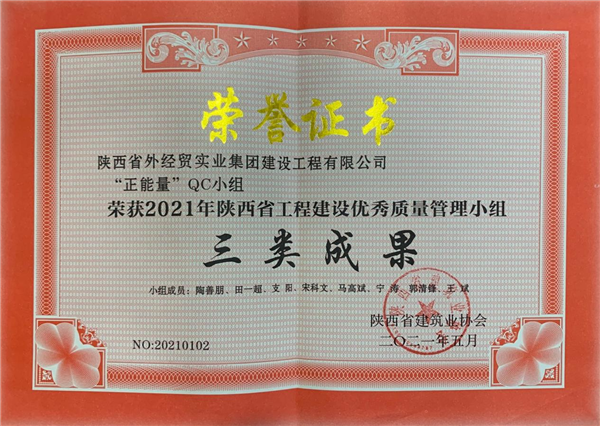 荣誉证书
陕西省外经贸实业集团建设工程有限公司
“正能量”QC小组
荣获2021年陕西省工程建设优秀质量管理小组
三类成果
小组成员：陶善朋、田一超、支 阳、宋科文、马高斌、宁 涛、郭清锋、王 斌
陕西省建筑业协会
NO:20210102
二〇二一年五月